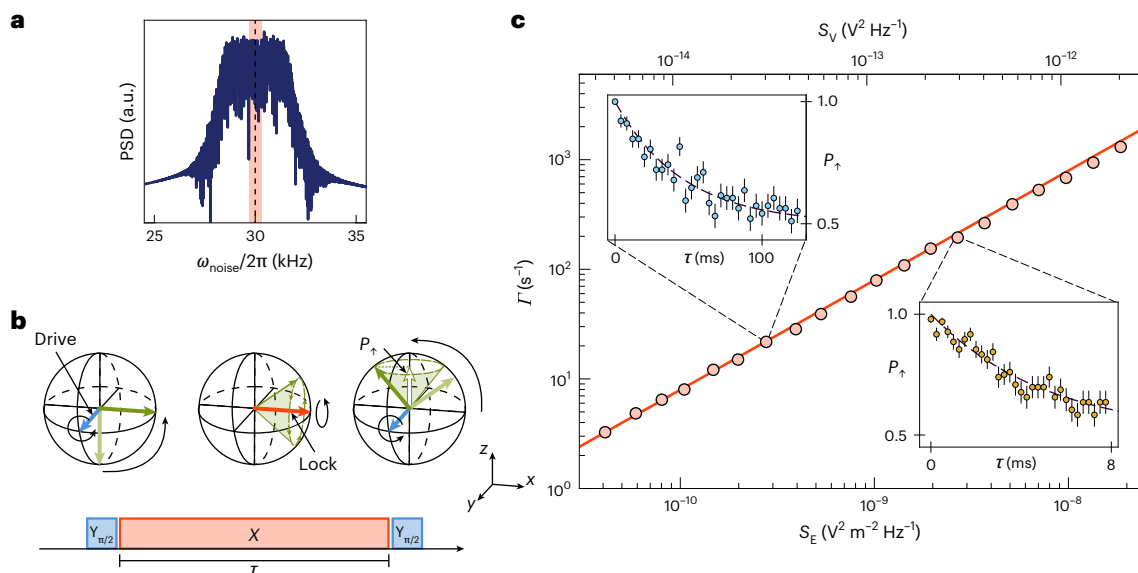 a
PSD (a.u.)
25 30 35
ω_noise/2π (kHz)
b
Drive
P↑
Lock
z
x
y
Y_π/2 X Y_π/2
τ
c
S_V (V² Hz⁻¹)
10⁻¹⁴ 10⁻¹³ 10⁻¹²
Γ (s⁻¹)
10³
10²
10¹
10⁰
1.0
P↑
0.5
0 τ (ms) 100
1.0
P↑
0.5
0 τ (ms) 8
10⁻¹⁰ 10⁻⁹ 10⁻⁸
S_E (V² m⁻² Hz⁻¹)